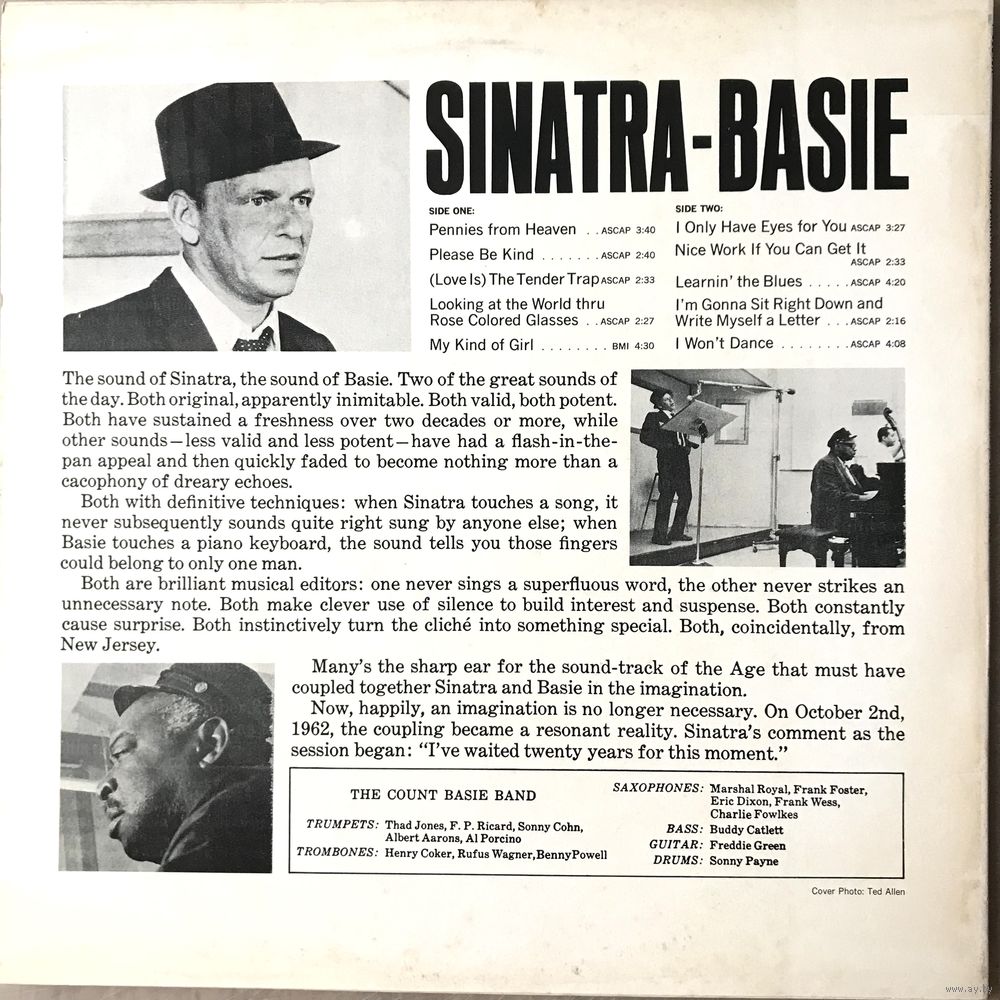 SINATRA-BASIE
SIDE ONE:
Pennies from Heaven . . ASCAP 3:40
Please Be Kind . . . . . . . ASCAP 2:40
(Love Is) The Tender Trap ASCAP 2:33
Looking at the World thru
Rose Colored Glasses . . ASCAP 2:27
My Kind of Girl . . . . . . . . BMI 4:30
SIDE TWO:
I Only Have Eyes for You ASCAP 3:27
Nice Work If You Can Get It
ASCAP 2:33
Learnin' the Blues . . . . . ASCAP 4:20
I'm Gonna Sit Right Down and
Write Myself a Letter . . . ASCAP 2:16
I Won't Dance . . . . . . . . ASCAP 4:08
The sound of Sinatra, the sound of Basie. Two of the great sounds of
the day. Both original, apparently inimitable. Both valid, both potent.
Both have sustained a freshness over two decades or more, while
other sounds—less valid and less potent—have had a flash-in-the-
pan appeal and then quickly faded to become nothing more than a
cacophony of dreary echoes.
Both with definitive techniques: when Sinatra touches a song, it
never subsequently sounds quite right sung by anyone else; when
Basie touches a piano keyboard, the sound tells you those fingers
could belong to only one man.
Both are brilliant musical editors: one never sings a superfluous word, the other never strikes an
unnecessary note. Both make clever use of silence to build interest and suspense. Both constantly
cause surprise. Both instinctively turn the cliché into something special. Both, coincidentally, from
New Jersey.
Many's the sharp ear for the sound-track of the Age that must have
coupled together Sinatra and Basie in the imagination.
Now, happily, an imagination is no longer necessary. On October 2nd,
1962, the coupling became a resonant reality. Sinatra's comment as the
session began: "I've waited twenty years for this moment."
THE COUNT BASIE BAND
TRUMPETS: Thad Jones, F. P. Ricard, Sonny Cohn,
Albert Aarons, Al Porcino
TROMBONES: Henry Coker, Rufus Wagner, Benny Powell
SAXOPHONES: Marshal Royal, Frank Foster,
Eric Dixon, Frank Wess,
Charlie Fowlkes
BASS: Buddy Catlett
GUITAR: Freddie Green
DRUMS: Sonny Payne
Cover Photo: Ted Allen
www.ay.by